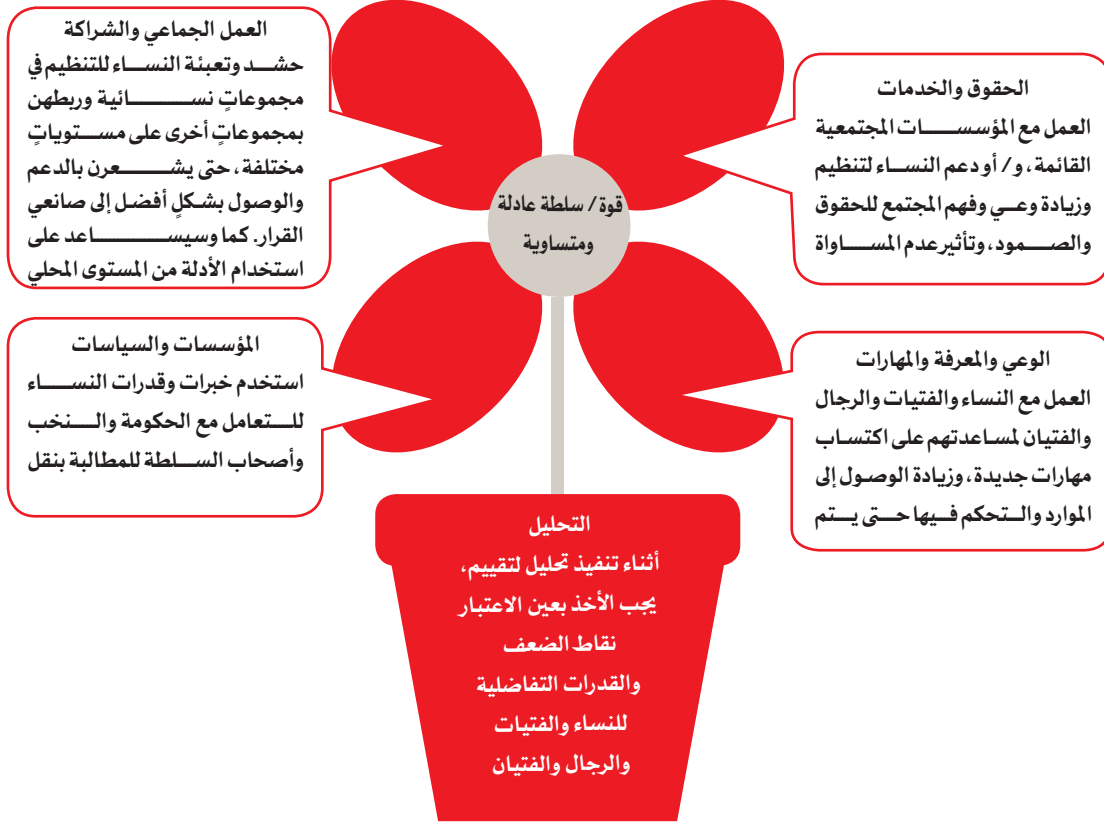 العمل الجماعي والشراكة
حشد وتعبئة النساء للتنظيم في
مجموعاتٍ نسائية وربطهن
بمجموعاتٍ أخرى على مستوياتٍ
مختلفة، حتى يشعرن بالدعم
والوصول بشكلٍ أفضل إلى صانعي
القرار. كما وسيساعد على
استخدام الأدلة من المستوى المحلي
الحقوق والخدمات
العمل مع المؤسسات المجتمعية
القائمة، و/ أو دعم النساء لتنظيم
وزيادة وعي وفهم المجتمع للحقوق
والصمود، وتأثير عدم المساواة
قوة/ سلطة عادلة
ومتساوية
المؤسسات والسياسات
استخدم خبرات وقدرات النساء
للتعامل مع الحكومة والنخب
وأصحاب السلطة للمطالبة بنقل
الوعي والمعرفة والمهارات
العمل مع النساء والفتيات والرجال
والفتيان لمساعدتهم على اكتساب
مهارات جديدة، وزيادة الوصول إلى
الموارد والتحكم فيها حتى يتم
التحليل
أثناء تنفيذ تحليل لتقييم،
يجب الأخذ بعين الاعتبار
نقاط الضعف
والقدرات التفاضلية
للنساء والفتيات
والرجال والفتيان